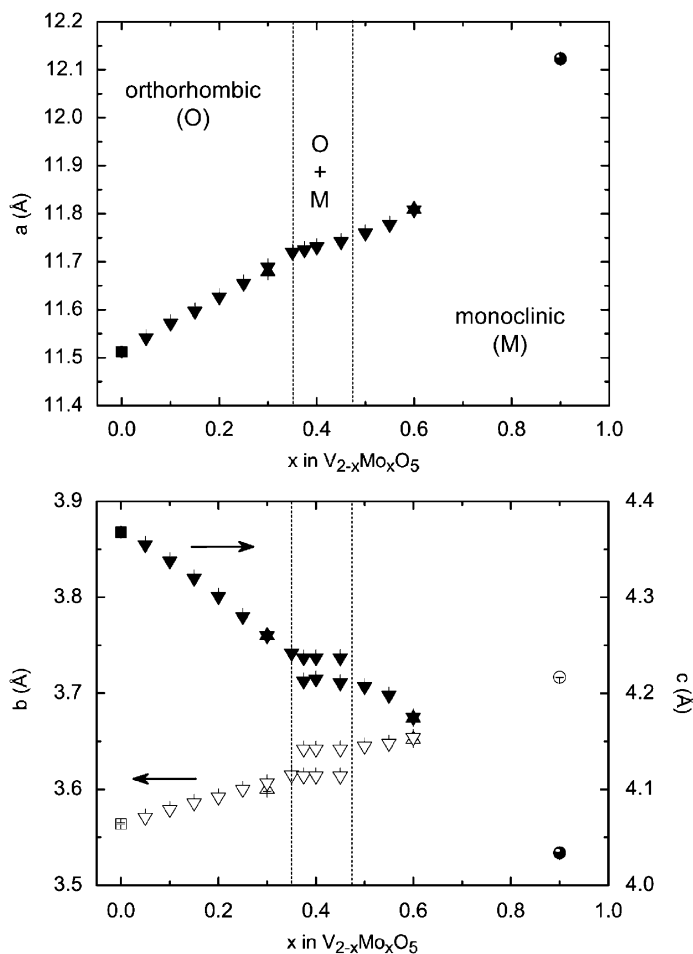 12.2
12.1
12.0
11.9
11.8
11.7
11.6
11.5
11.4
a (Å)
orthorhombic
(O)
O
+
M
monoclinic
(M)
0.0 0.2 0.4 0.6 0.8 1.0
x in V₂₋ₓMoₓO₅
3.9
3.8
3.7
3.6
3.5
b (Å)
4.4
4.3
4.2
4.1
4.0
c (Å)
0.0 0.2 0.4 0.6 0.8 1.0
x in V₂₋ₓMoₓO₅